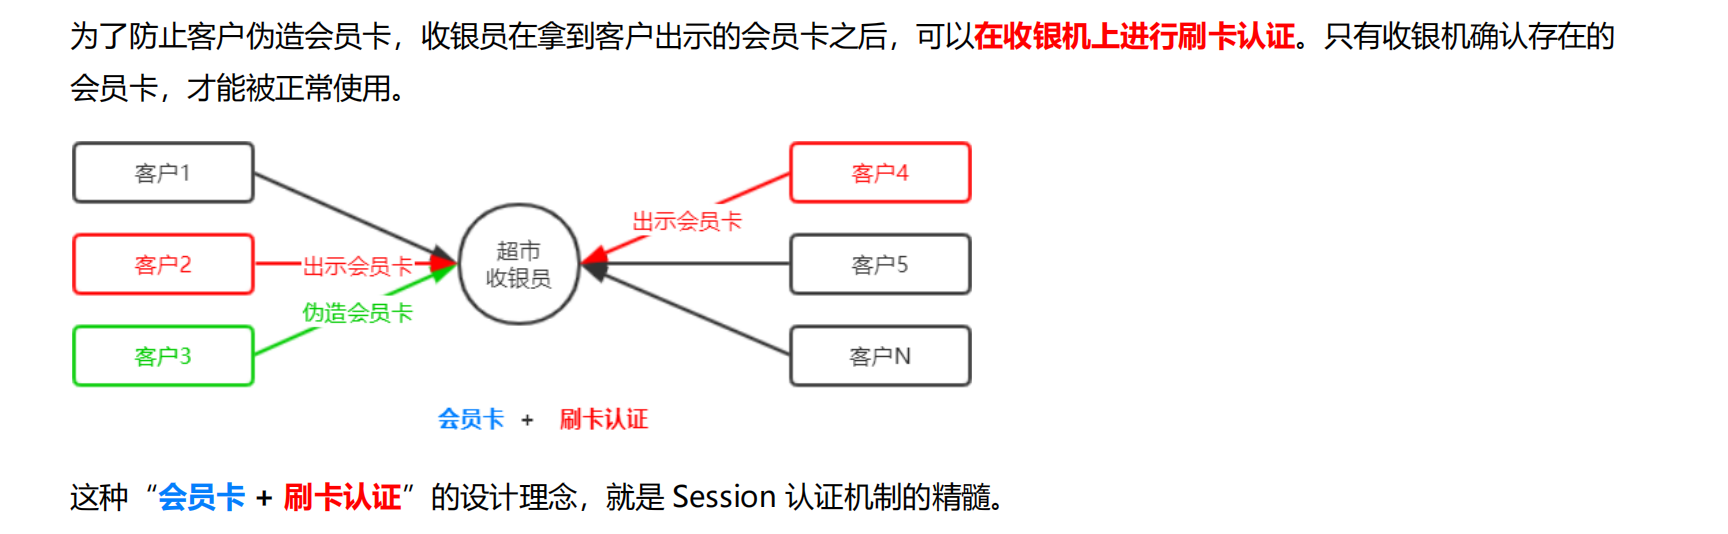 为了防止客户伪造会员卡，收银员在拿到客户出示的会员卡之后，可以在收银机上进行刷卡认证。只有收银机确认存在的
会员卡，才能被正常使用。
客户1
客户4
出示会员卡
客户2
出示会员卡
超市
收银员
客户5
伪造会员卡
客户3
客户N
会员卡 + 刷卡认证
这种“会员卡 + 刷卡认证”的设计理念，就是 Session 认证机制的精髓。